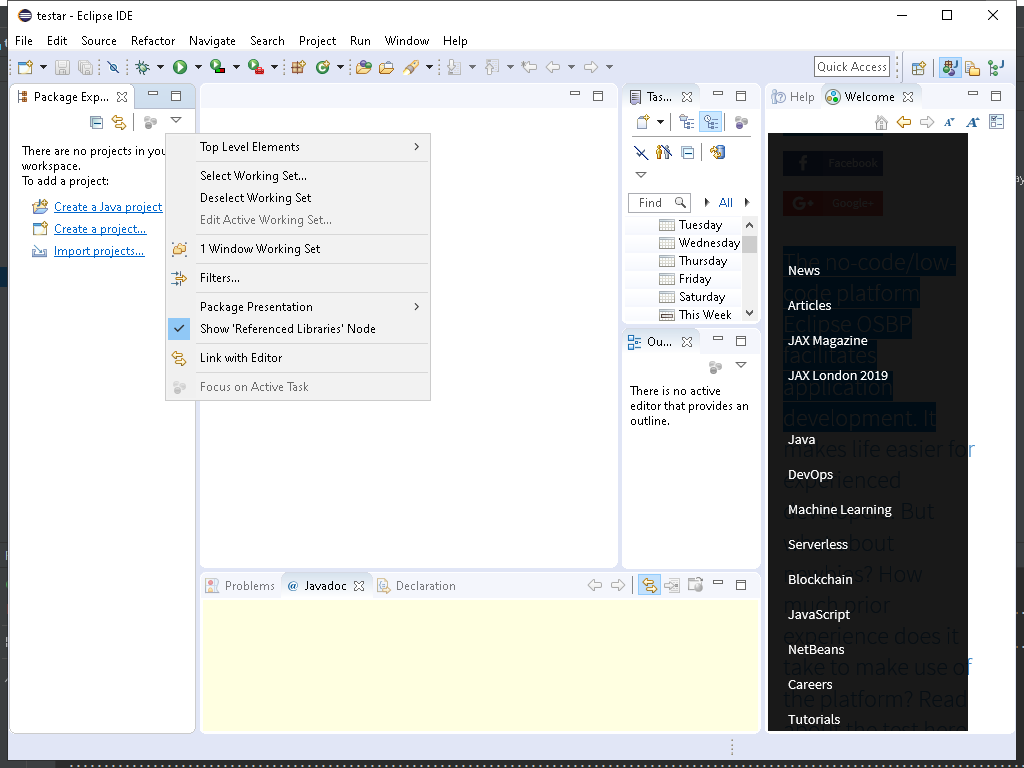 testar - Eclipse IDE
File Edit Source Refactor Navigate Search Project Run Window Help
Quick Access
Package Exp...
There are no projects in you
workspace.
To add a project:
Create a Java project
Create a project...
Import projects...
Top Level Elements
Select Working Set...
Deselect Working Set
Edit Active Working Set...
1 Window Working Set
Filters...
Package Presentation
Show 'Referenced Libraries' Node
Link with Editor
Focus on Active Task
Tas...
Find
All
Tuesday
Wednesday
Thursday
Friday
Saturday
This Week
Ou...
There is no active
editor that provides an
outline.
Problems @ Javadoc Declaration
Help Welcome
Facebook
G+ Google+
The no-code/low-
code platform
Eclipse OSBP
facilitates
application
development. It
makes life easier for
experienced
But
about
How
much prior
experience does it
take to make use of
the platform? Read
News
Articles
JAX Magazine
JAX London 2019
Java
DevOps
Machine Learning
Serverless
Blockchain
JavaScript
NetBeans
Careers
Tutorials